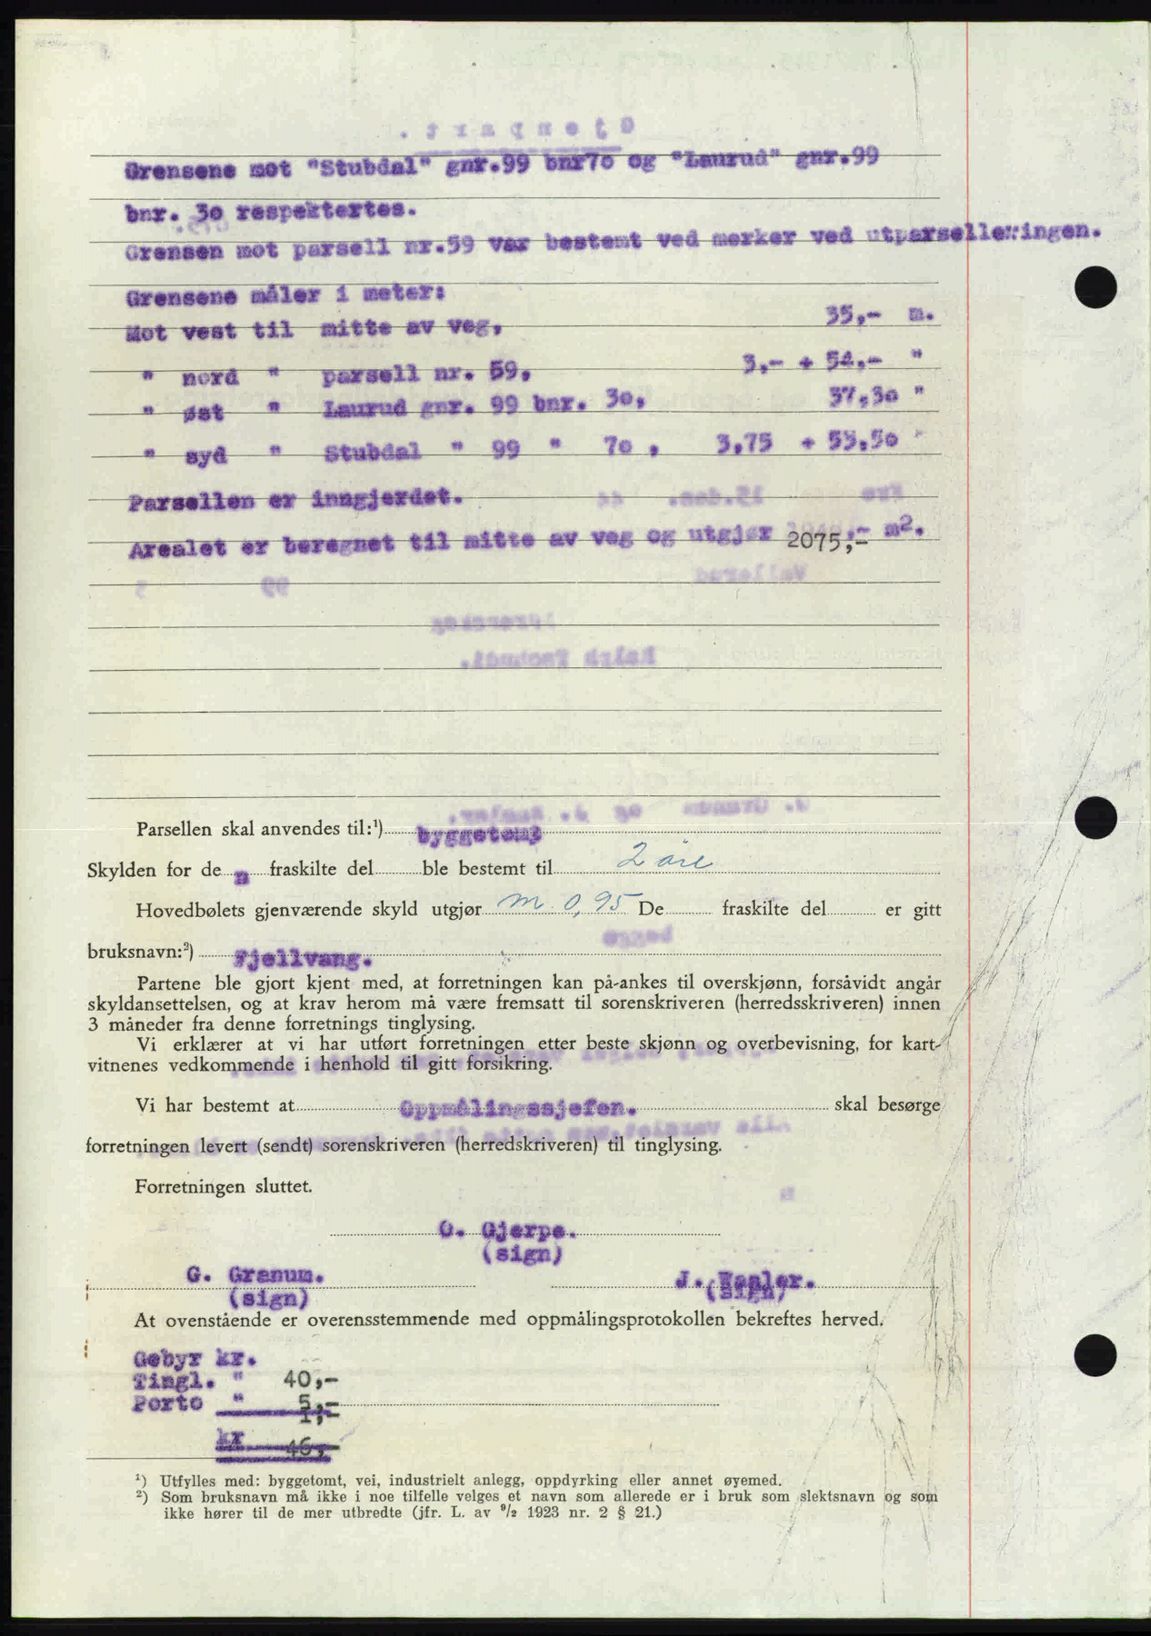 Grensene mot "Stubdal" gnr.99 bnr70 og "Laurud" gnr.99
bnr. 30 respektertes.
Grensen mot parsell nr.59 var bestemt ved merker ved utparselleringen.
Grensene måler i meter:
Mot vest til mitte av veg, 35,- m.
" nord " parsell nr. 59, 3,- + 54,- "
" øst " Laurud gnr. 99 bnr. 30, 37,30 "
" syd " Stubdal " 99 " 70 , 3,75 + 53,50 "
Parsellen er inngjerdet.
Arealet er beregnet til mitte av veg og utgjør 2075,- m2.
Parsellen skal anvendes til:¹) byggetomt
Skylden for de n fraskilte del ble bestemt til 2 øre
Hovedbølets gjenværende skyld utgjør m 0,95 De fraskilte del er gitt
bruksnavn:²) Fjellvang.
Partene ble gjort kjent med, at forretningen kan på-ankes til overskjønn, forsåvidt angår
skyldansettelsen, og at krav herom må være fremsatt til sorenskriveren (herredsskriveren) innen
3 måneder fra denne forretnings tinglysing.
Vi erklærer at vi har utført forretningen etter beste skjønn og overbevisning, for kart-
vitnenes vedkommende i henhold til gitt forsikring.
Vi har bestemt at Oppmålingssjefen. skal besørge
forretningen levert (sendt) sorenskriveren (herredskriveren) til tinglysing.
Forretningen sluttet.
O. Gjerpe.
(sign)
G. Granum. J. Vaaler.
(sign) (sign)
At ovenstående er overensstemmende med oppmålingsprotokollen bekreftes herved.
Gebyr kr.
Tingl. " 40,-
Porto " 5,-
1,-
kr 46,-
¹) Utfylles med: byggetomt, vei, industrielt anlegg, oppdyrking eller annet øyemed.
²) Som bruksnavn må ikke i noe tilfelle velges et navn som allerede er i bruk som slektsnavn og som
ikke hører til de mer utbredte (jfr. L. av 9/2 1923 nr. 2 § 21.)